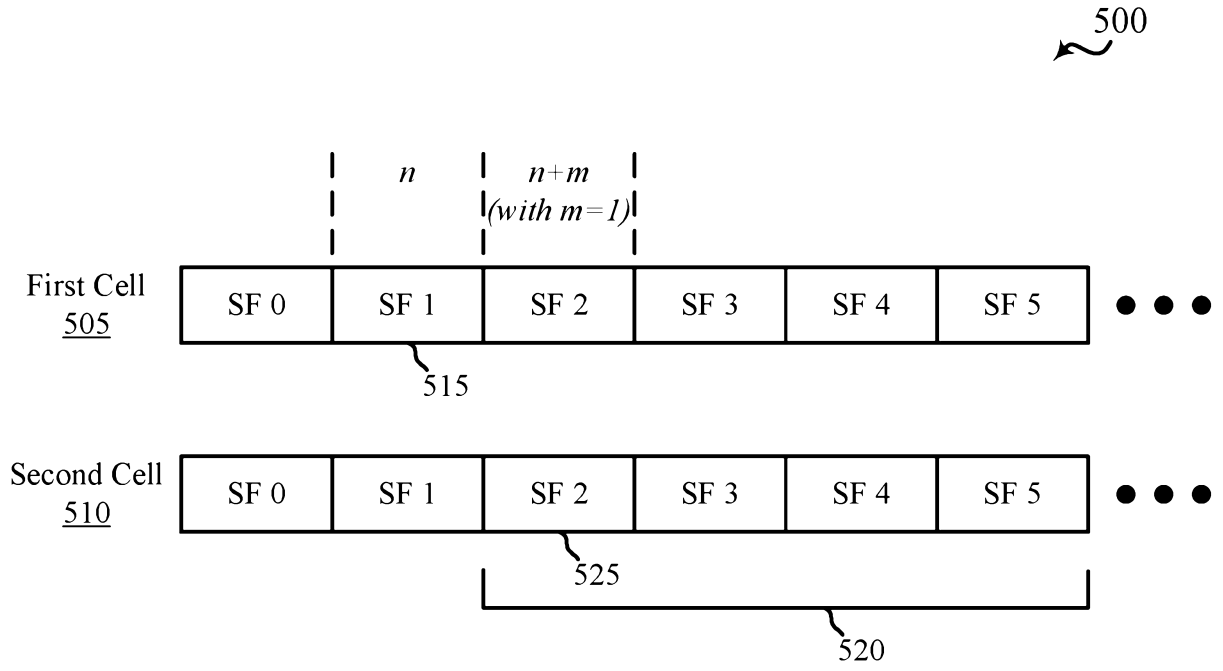 500
n
n+m
(with m=1)
First Cell
505
SF 0 SF 1 SF 2 SF 3 SF 4 SF 5
515
Second Cell
510
SF 0 SF 1 SF 2 SF 3 SF 4 SF 5
525
520